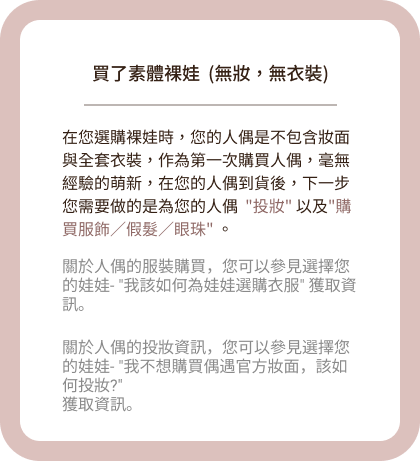 買了素體裸娃 (無妝，無衣裝)
在您選購裸娃時，您的人偶是不包含妝面
與全套衣裝，作為第一次購買人偶，毫無
經驗的萌新，在您的人偶到貨後，下一步
您需要做的是為您的人偶 "投妝" 以及"購
買服飾／假髮／眼珠" 。
關於人偶的服裝購買，您可以參見選擇您
的娃娃- "我該如何為娃娃選購衣服" 獲取資
訊。
關於人偶的投妝資訊，您可以參見選擇您
的娃娃- "我不想購買偶遇官方妝面，該如
何投妝?"
獲取資訊。